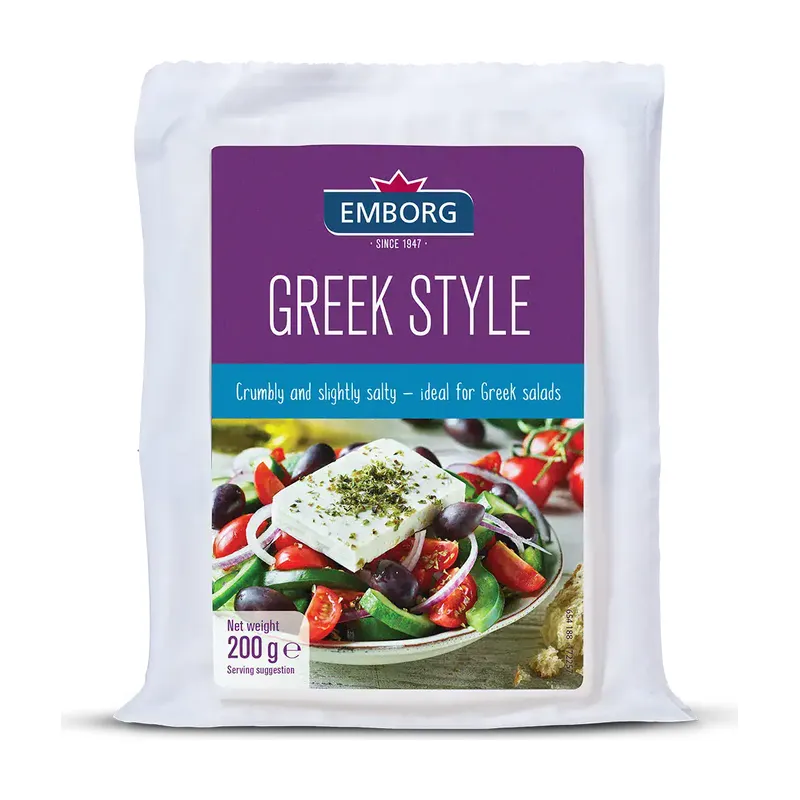 EMBORG
· SINCE 1947 ·
GREEK STYLE
Crumbly and slightly salty – ideal for Greek salads
Net weight
200 g ℮
Serving suggestion